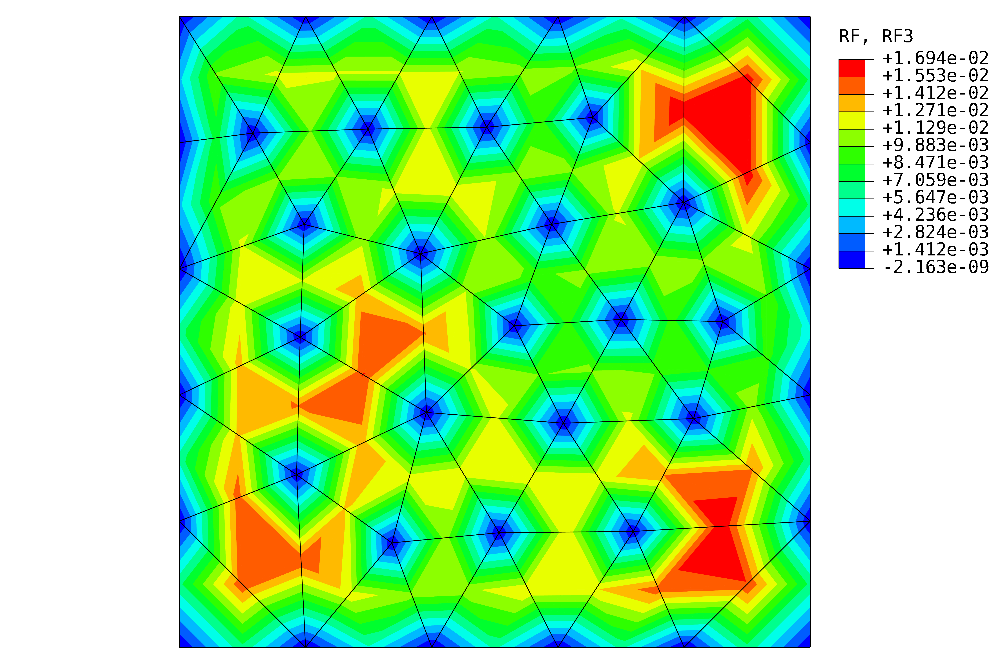 RF, RF3
+1.694e-02
+1.553e-02
+1.412e-02
+1.271e-02
+1.129e-02
+9.883e-03
+8.471e-03
+7.059e-03
+5.647e-03
+4.236e-03
+2.824e-03
+1.412e-03
-2.163e-09